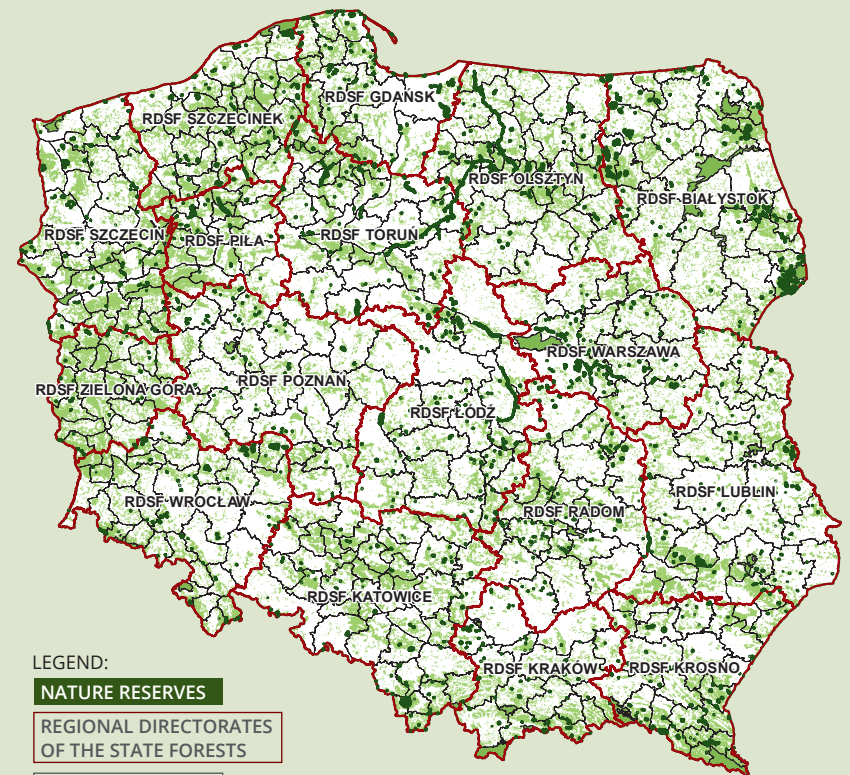 RDSF GDAŃSK
RDSF SZCZECINEK
RDSF OLSZTYN
RDSF BIAŁYSTOK
RDSF SZCZECIN
RDSF PIŁA
RDSF TORUŃ
RDSF WARSZAWA
RDSF ZIELONA GÓRA
RDSF POZNAŃ
RDSF ŁÓDŹ
RDSF WROCŁAW
RDSF LUBLIN
RDSF RADOM
RDSF KATOWICE
RDSF KRAKÓW
RDSF KROSNO
LEGEND:
NATURE RESERVES
REGIONAL DIRECTORATES
OF THE STATE FORESTS